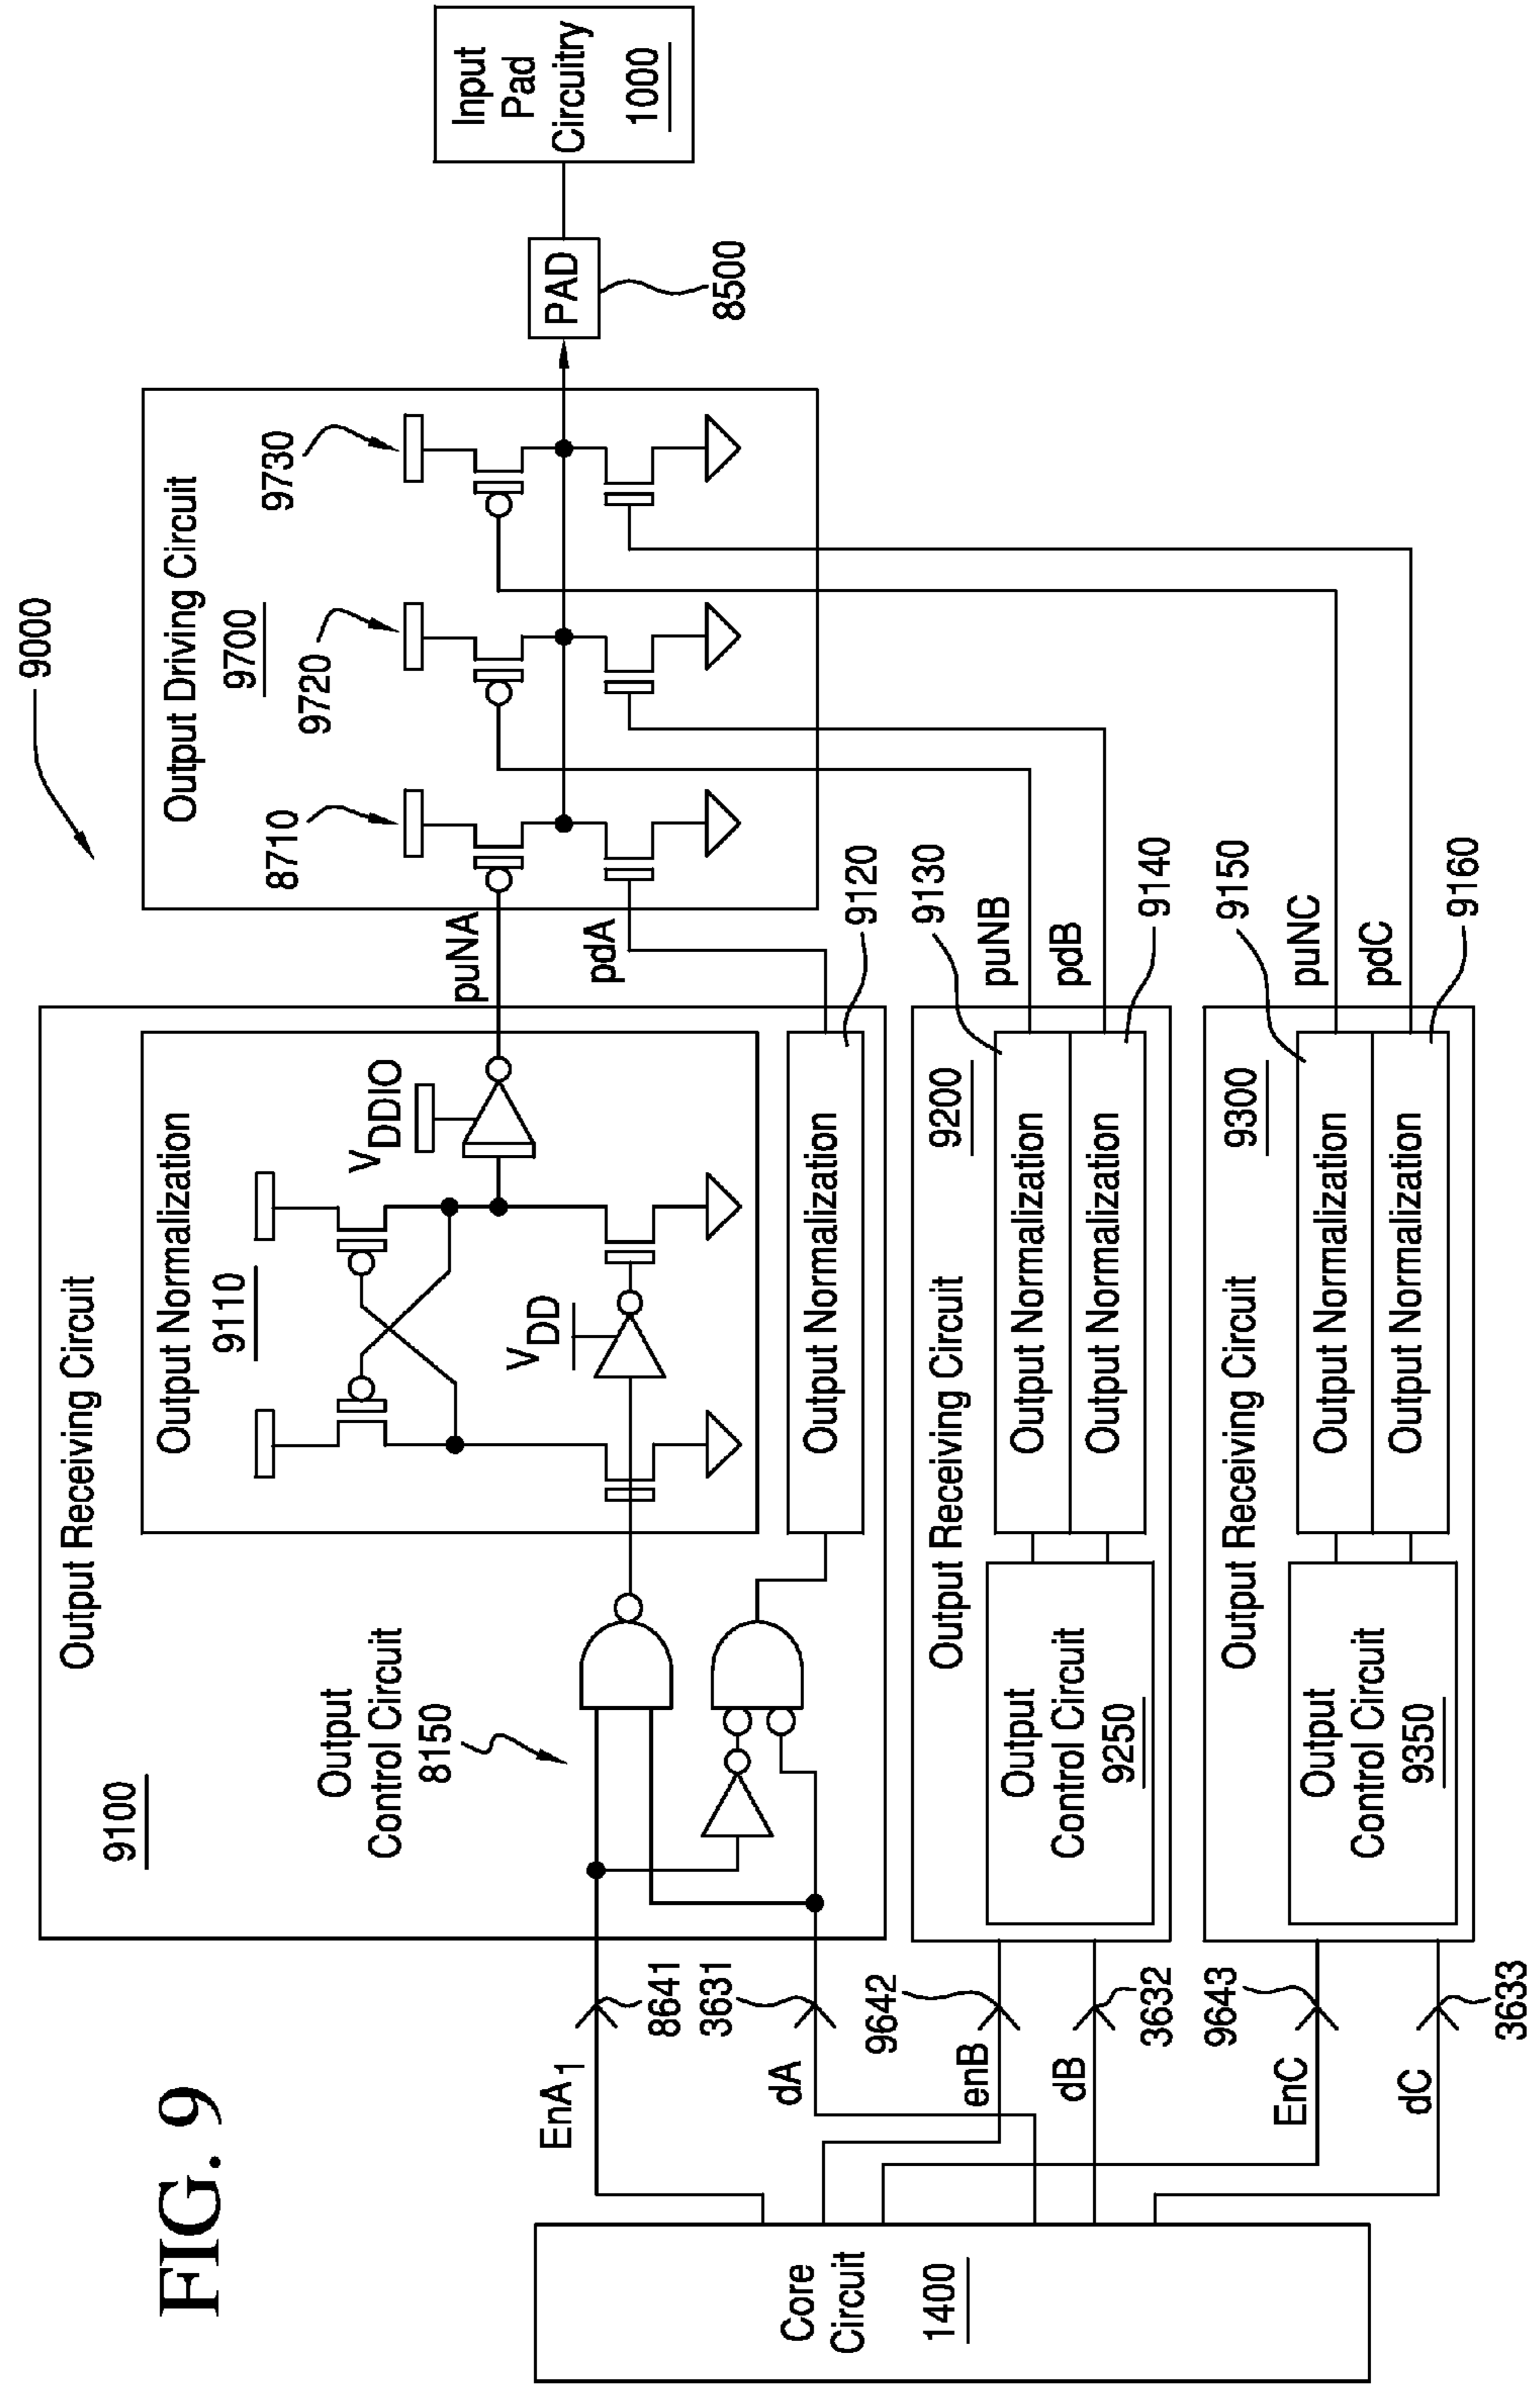 FIG. 9
9000
Core
Circuit
1400
EnA1
8641
dA
3631
enB
9642
dB
3632
EnC
9643
dC
3633
Output Receiving Circuit
9100
Output
Control Circuit
8150
Output Normalization
9110
VDDIO
VDD
Output Normalization
9120
puNA
pdA
Output Receiving Circuit
9200
Output
Control Circuit
9250
Output Normalization
Output Normalization
9130
9140
puNB
pdB
Output Receiving Circuit
9300
Output
Control Circuit
9350
Output Normalization
Output Normalization
9150
9160
puNC
pdC
Output Driving Circuit
9700
8710
9720
9730
PAD
8500
Input
Pad
Circuitry
1000